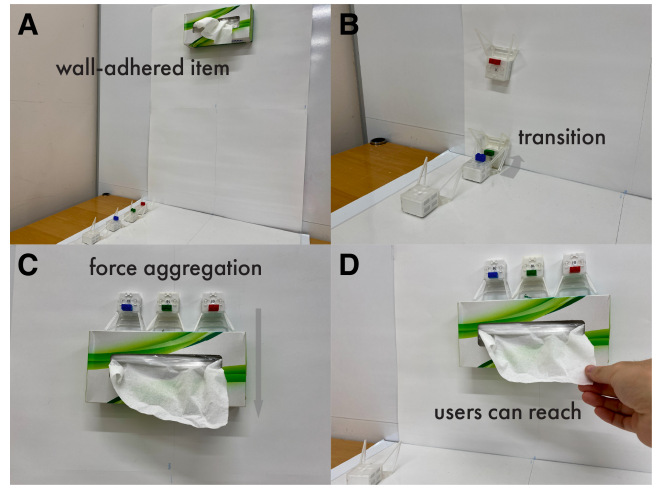 A
wall-adhered item
B
transition
C
force aggregation
D
users can reach